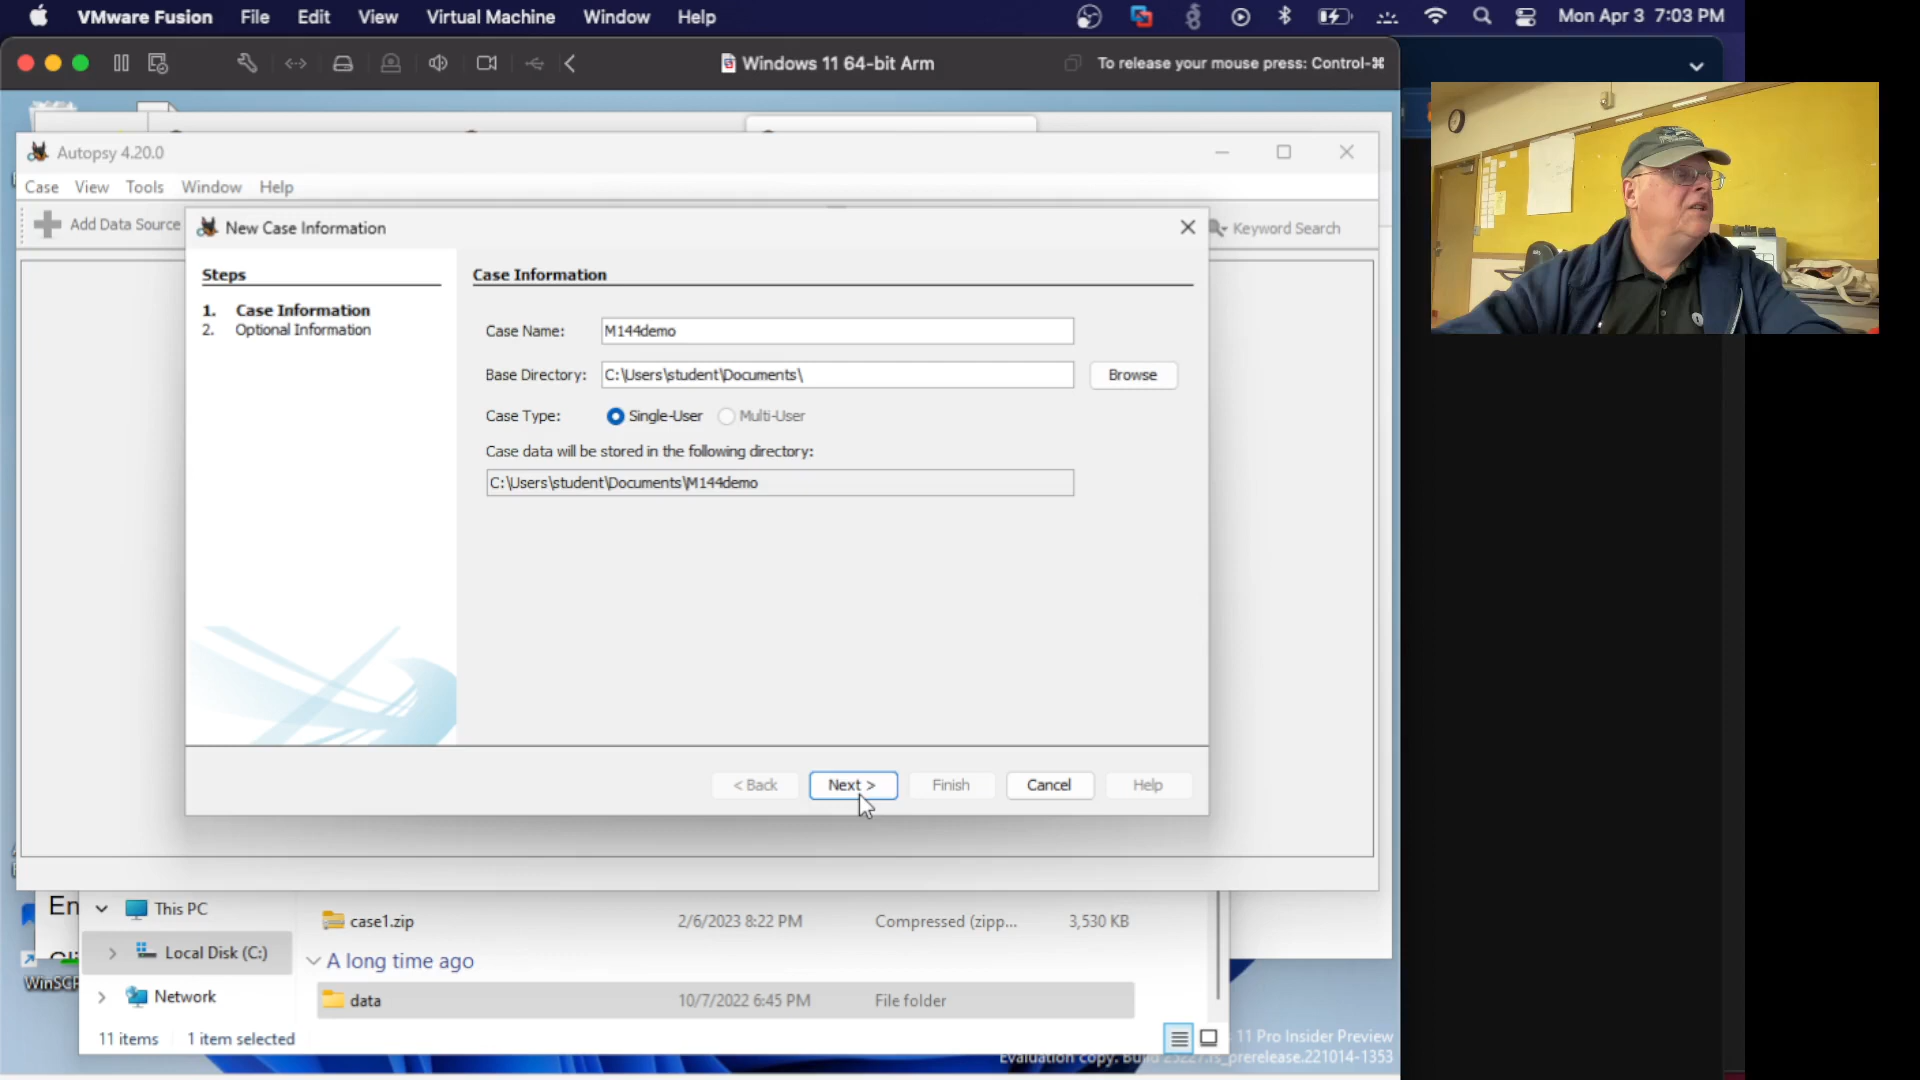 VMware Fusion File Edit View Virtual Machine Window Help Mon Apr 3 7:03 PM
Windows 11 64-bit Arm To release your mouse press: Control-⌘
Autopsy 4.20.0
Case View Tools Window Help
Add Data Source Keyword Search
New Case Information
Steps
1. Case Information
2. Optional Information
Case Information
Case Name: M144demo
Base Directory: C:\Users\student\Documents\ Browse
Case Type: Single-User Multi-User
Case data will be stored in the following directory:
C:\Users\student\Documents\M144demo
< Back Next > Finish Cancel Help
En
This PC
case1.zip 2/6/2023 8:22 PM Compressed (zipp... 3,530 KB
Local Disk (C:)
A long time ago
WinSCP
Network
data 10/7/2022 6:45 PM File folder
11 items 1 item selected
11 Pro Insider Preview
Evaluation copy. Build 25227.rs_prerelease.221014-1353